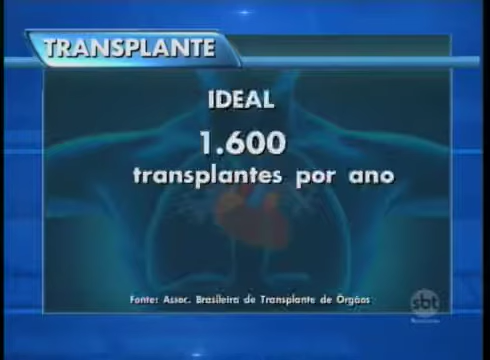 TRANSPLANTE
IDEAL
1.600
transplantes por ano
Fonte: Assoc. Brasileira de Transplante de Órgãos
sbt